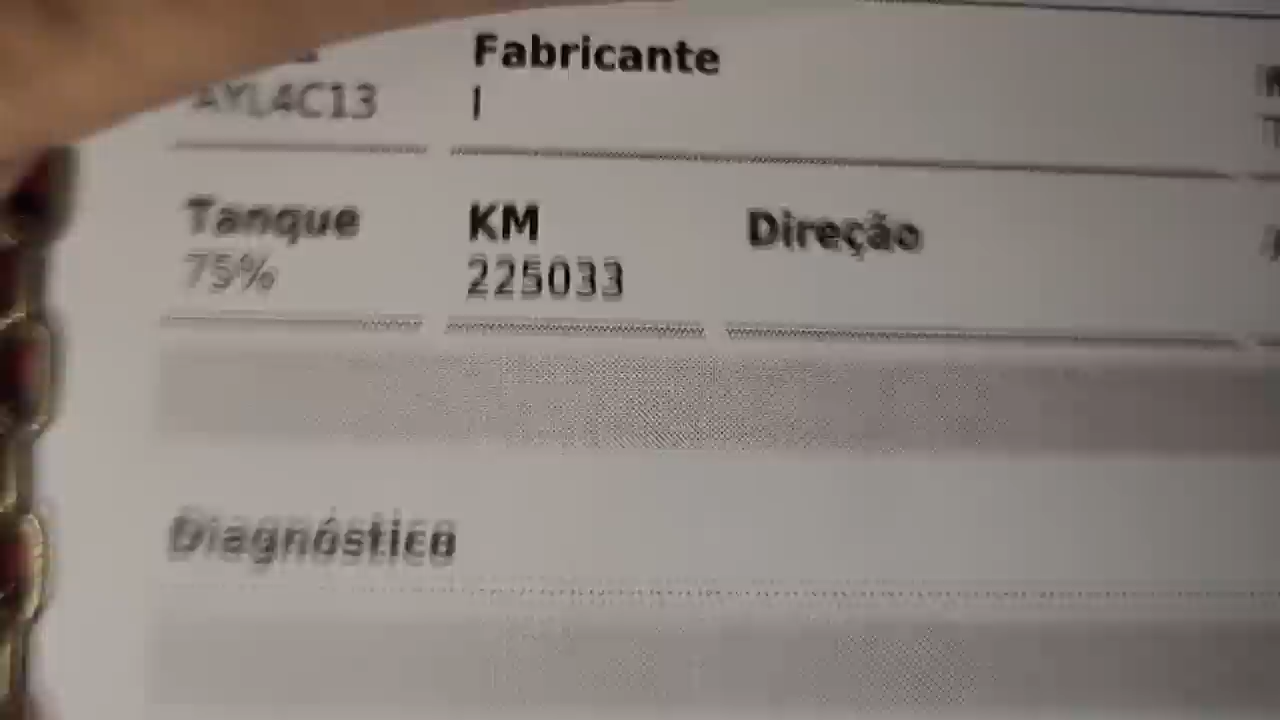 Fabricante
AYL4C13 I
Tanque KM Direção
75% 225033
Diagnóstico